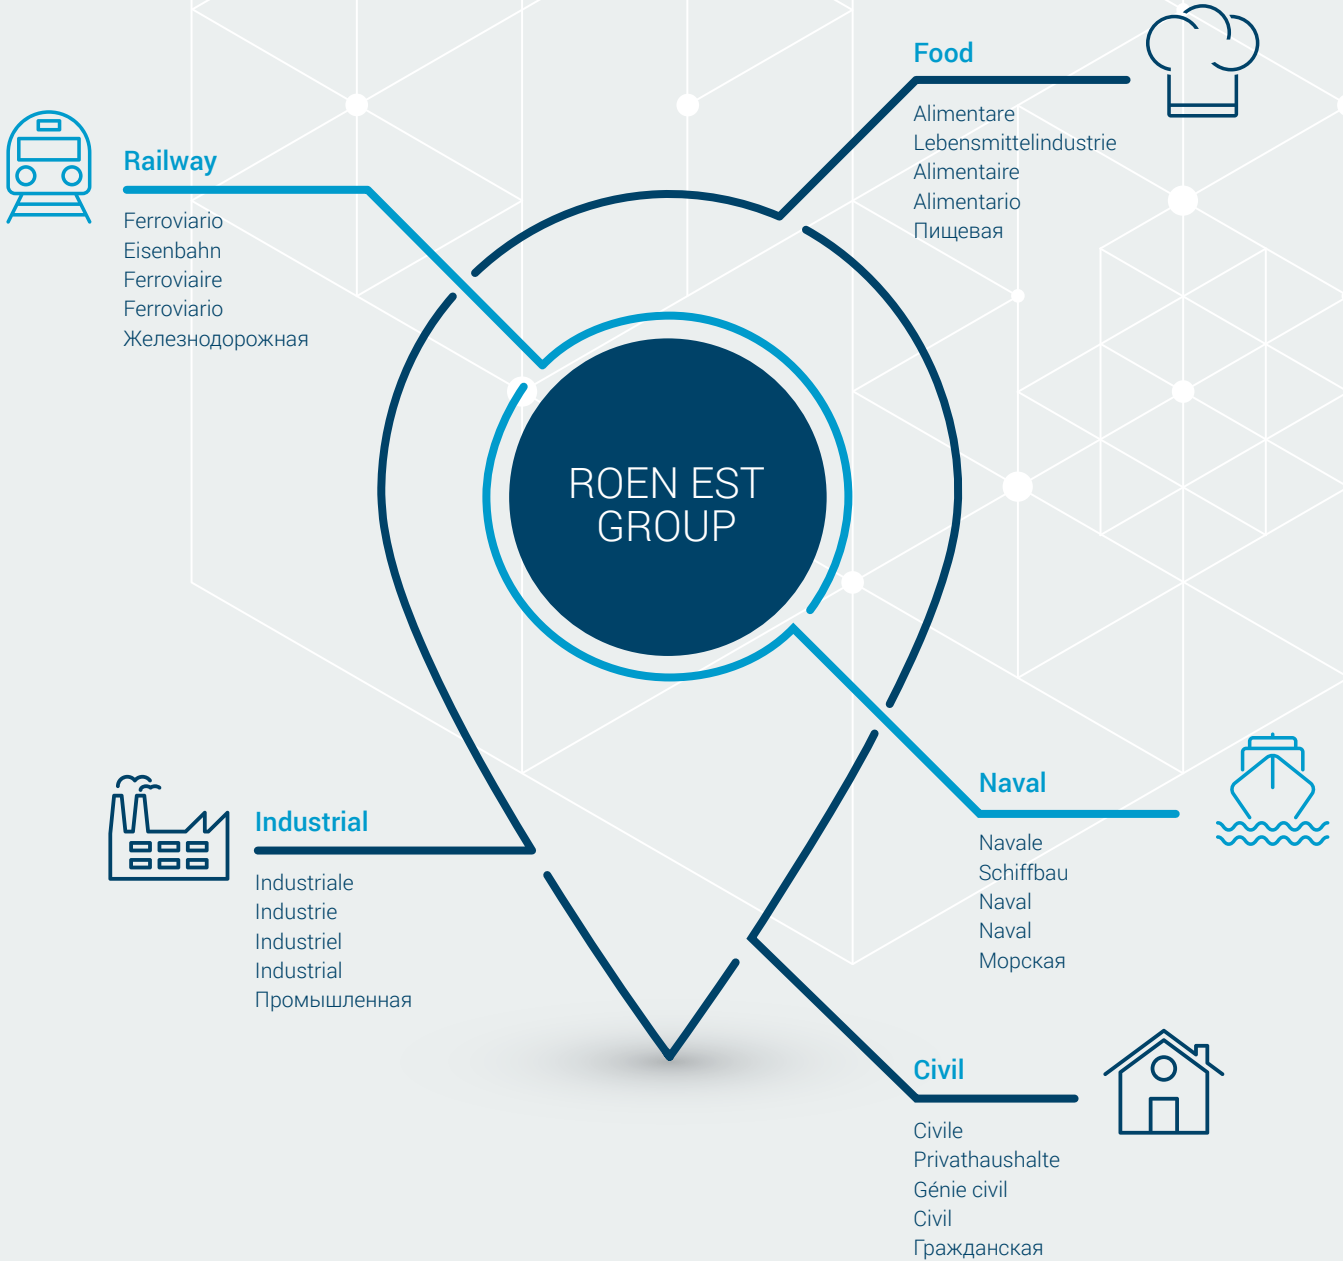 Food
Alimentare
Lebensmittelindustrie
Alimentaire
Alimentario
Пищевая
Railway
Ferroviario
Eisenbahn
Ferroviaire
Ferroviario
Железнодорожная
ROEN EST
GROUP
Naval
Navale
Schiffbau
Naval
Naval
Морская
Industrial
Industriale
Industrie
Industriel
Industrial
Промышленная
Civil
Civile
Privathaushalte
Génie civil
Civil
Гражданская